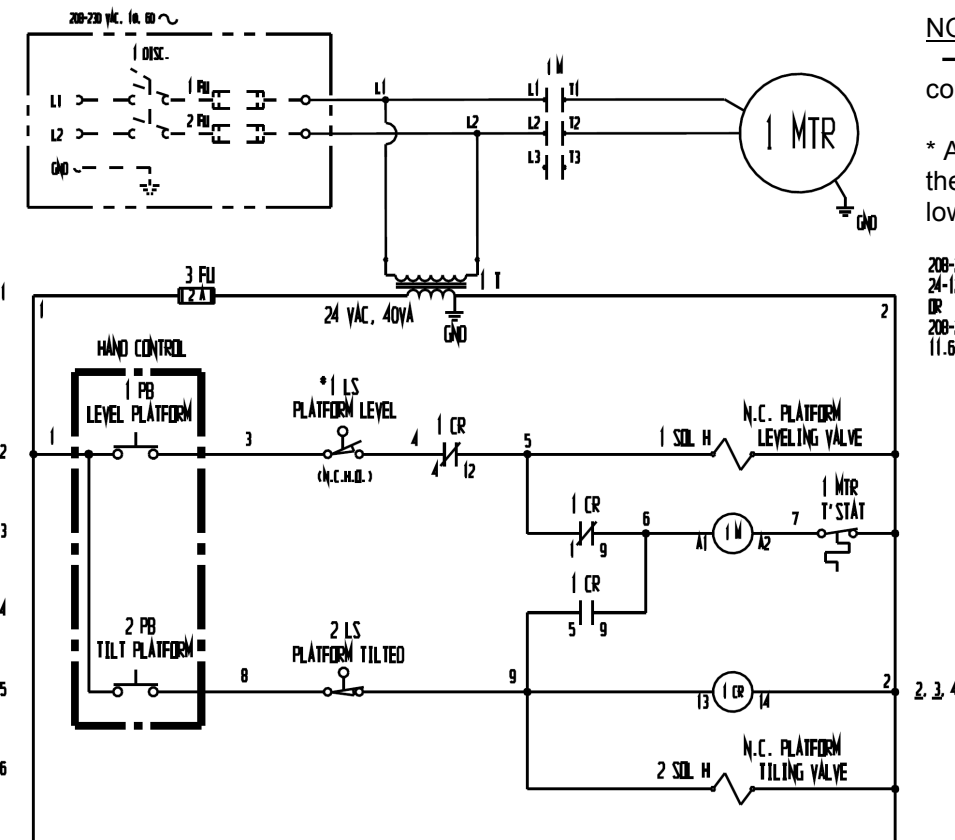 208-230 VAC. 1Ø. 60
1 DISC.
L1
1 FU
L2
2 FU
GND
L1
L2
1 M
L1 T1
L2 T2
L3 T3
1 MTR
GND
NO
co
* A
the
low
208-2
24-1
OR
208-2
11.6
1
1
3 FU
2 A
1 T
24 VAC, 40VA
GND
2
HAND CONTROL
1 PB
LEVEL PLATFORM
*1 LS
PLATFORM LEVEL
(N.C.H.O.)
1 CR
4 12
N.C. PLATFORM
LEVELING VALVE
1 SOL H
2
1
3
4
5
3
1 CR
1 9
6
1 M
A1 A2
7
1 MTR
T'STAT
4
1 CR
5 9
2 PB
TILT PLATFORM
2 LS
PLATFORM TILTED
5
8
9
13
1 CR
14
2
2, 3, 4
6
2 SOL H
N.C. PLATFORM
TILING VALVE